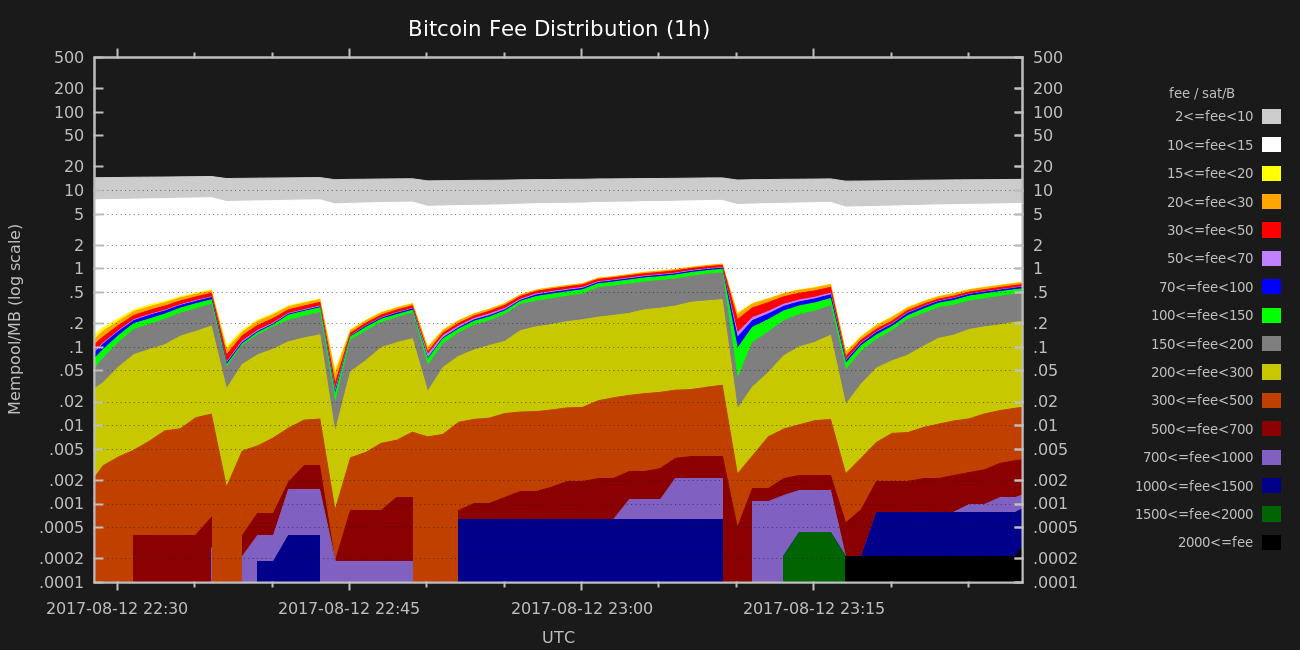 Bitcoin Fee Distribution (1h)
500 500
200 200
100 100
50 50
20 20
10 10
5 5
2 2
1 1
.5 .5
.2 .2
.1 .1
.05 .05
.02 .02
.01 .01
.005 .005
.002 .002
.001 .001
.0005 .0005
.0002 .0002
.0001 .0001
Mempool/MB (log scale)
2017-08-12 22:30 2017-08-12 22:45 2017-08-12 23:00 2017-08-12 23:15
UTC
fee / sat/B
2<=fee<10
10<=fee<15
15<=fee<20
20<=fee<30
30<=fee<50
50<=fee<70
70<=fee<100
100<=fee<150
150<=fee<200
200<=fee<300
300<=fee<500
500<=fee<700
700<=fee<1000
1000<=fee<1500
1500<=fee<2000
2000<=fee